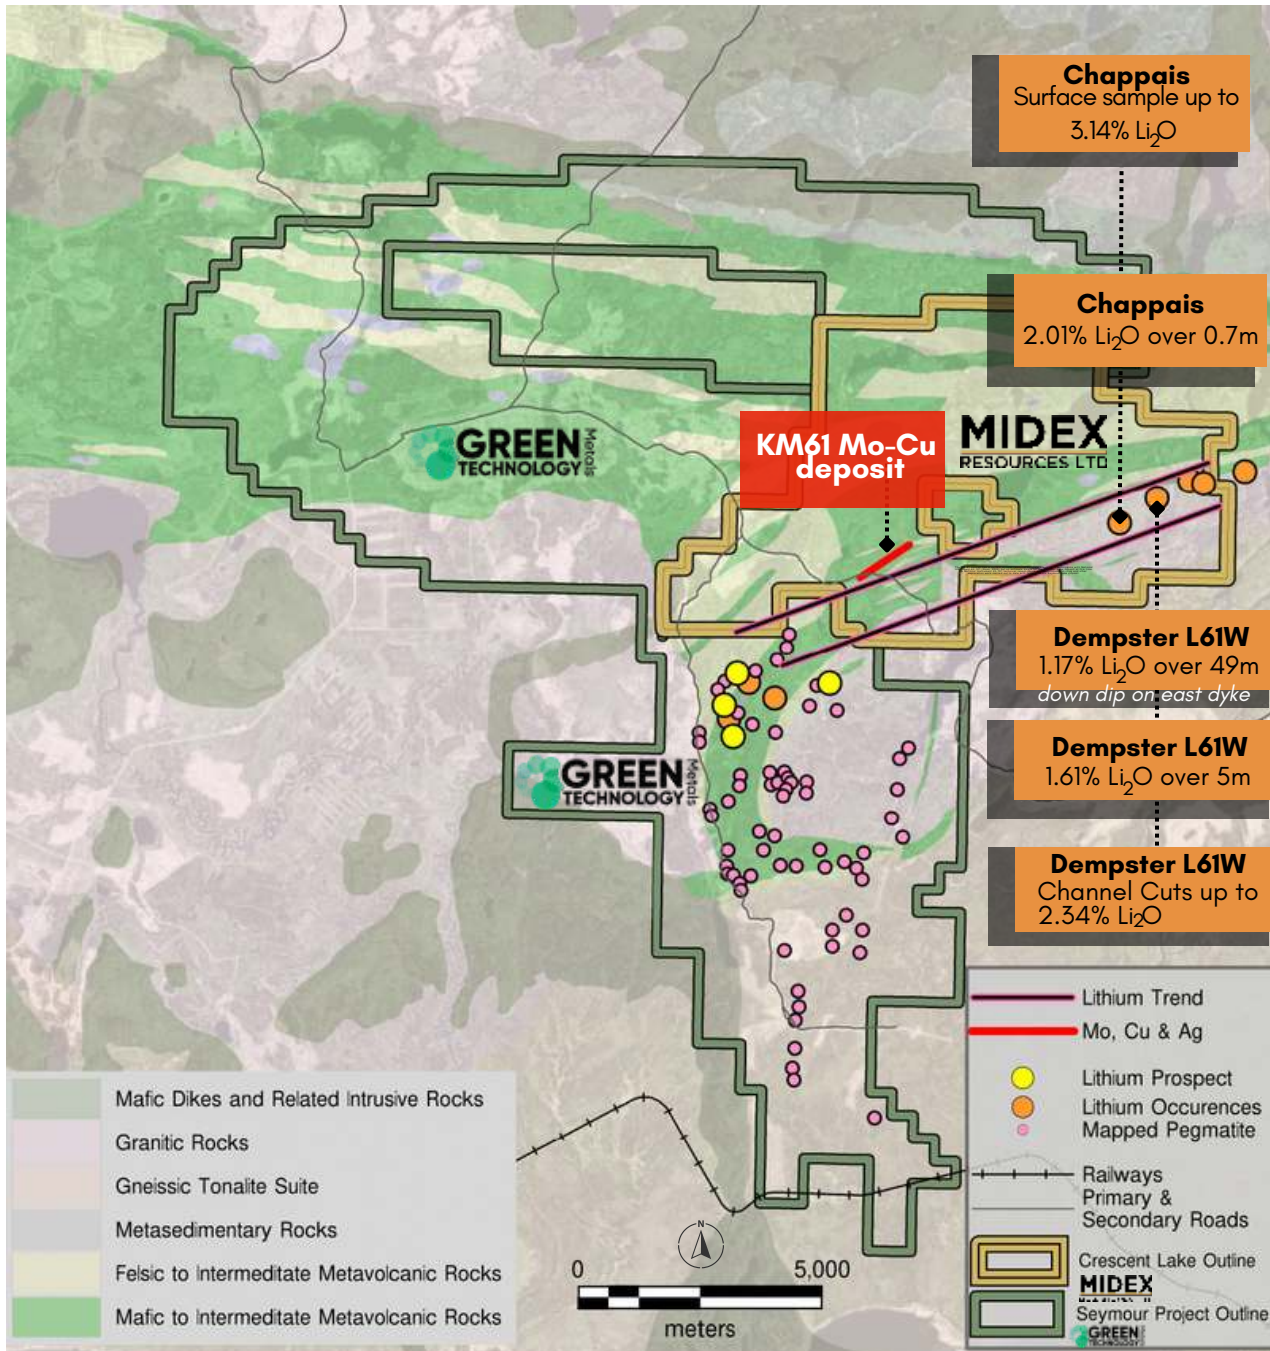 Chappais
Surface sample up to
3.14% Li2O
Chappais
2.01% Li2O over 0.7m
MIDEX
RESOURCES LTD
KM61 Mo-Cu
deposit
GREEN
TECHNOLOGY
Metals
Dempster L61W
1.17% Li2O over 49m
down dip on east dyke
Dempster L61W
1.61% Li2O over 5m
GREEN
TECHNOLOGY
Metals
Dempster L61W
Channel Cuts up to
2.34% Li2O
Lithium Trend
Mo, Cu & Ag
Lithium Prospect
Lithium Occurences
Mapped Pegmatite
Railways
Primary &
Secondary Roads
Crescent Lake Outline
MIDEX
Seymour Project Outline
GREEN
TECHNOLOGY
Mafic Dikes and Related Intrusive Rocks
Granitic Rocks
Gneissic Tonalite Suite
Metasedimentary Rocks
Felsic to Intermeditate Metavolcanic Rocks
Mafic to Intermeditate Metavolcanic Rocks
N
0 5,000
meters